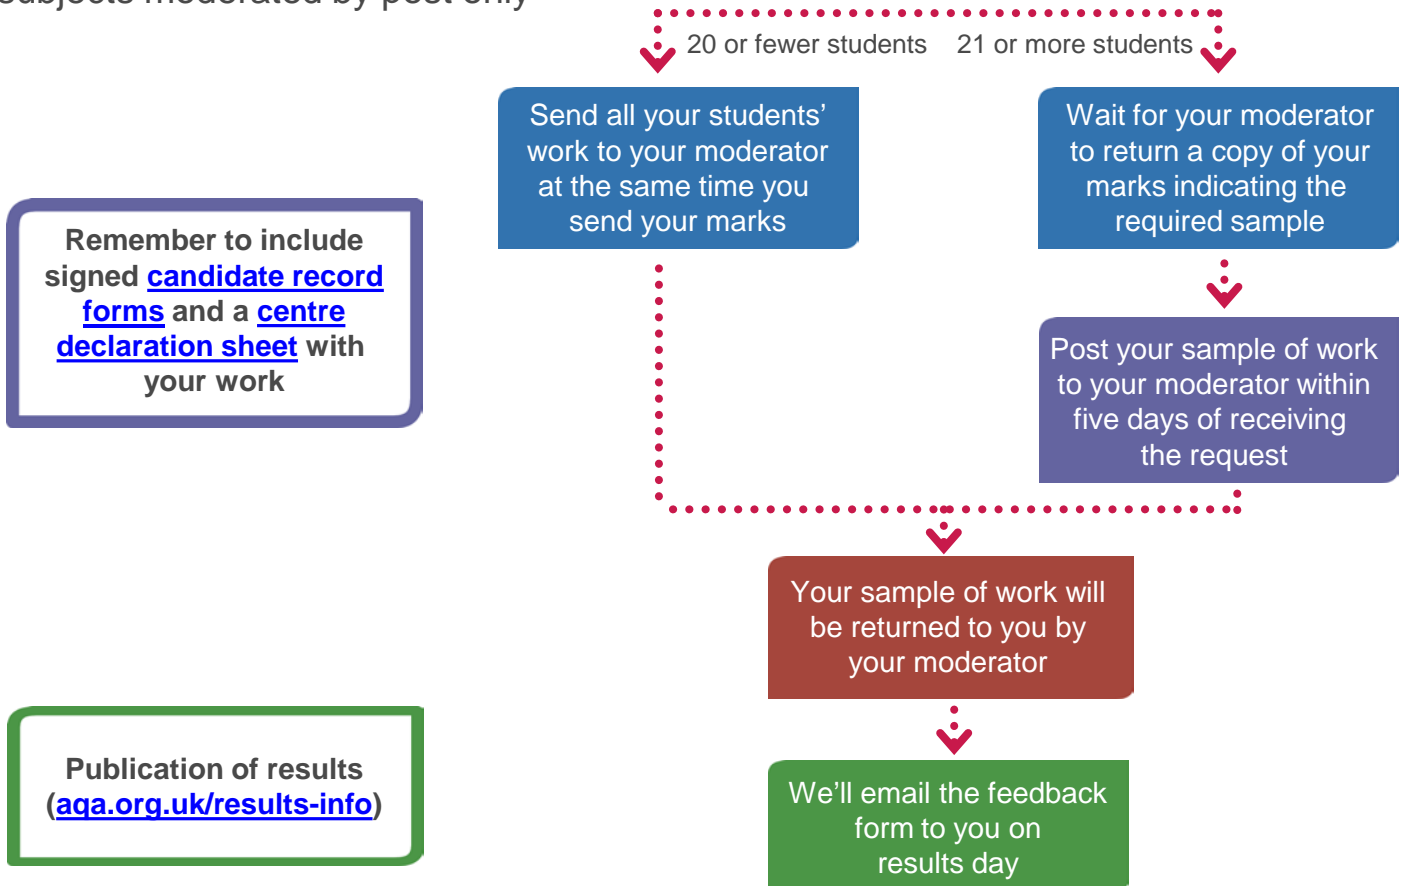 subjects moderated by post only
20 or fewer students
21 or more students
Send all your students’
work to your moderator
at the same time you
send your marks
Wait for your moderator
to return a copy of your
marks indicating the
required sample
Remember to include
signed candidate record
forms and a centre
declaration sheet with
your work
Post your sample of work
to your moderator within
five days of receiving
the request
Your sample of work will
be returned to you by
your moderator
Publication of results
(aqa.org.uk/results-info)
We’ll email the feedback
form to you on
results day